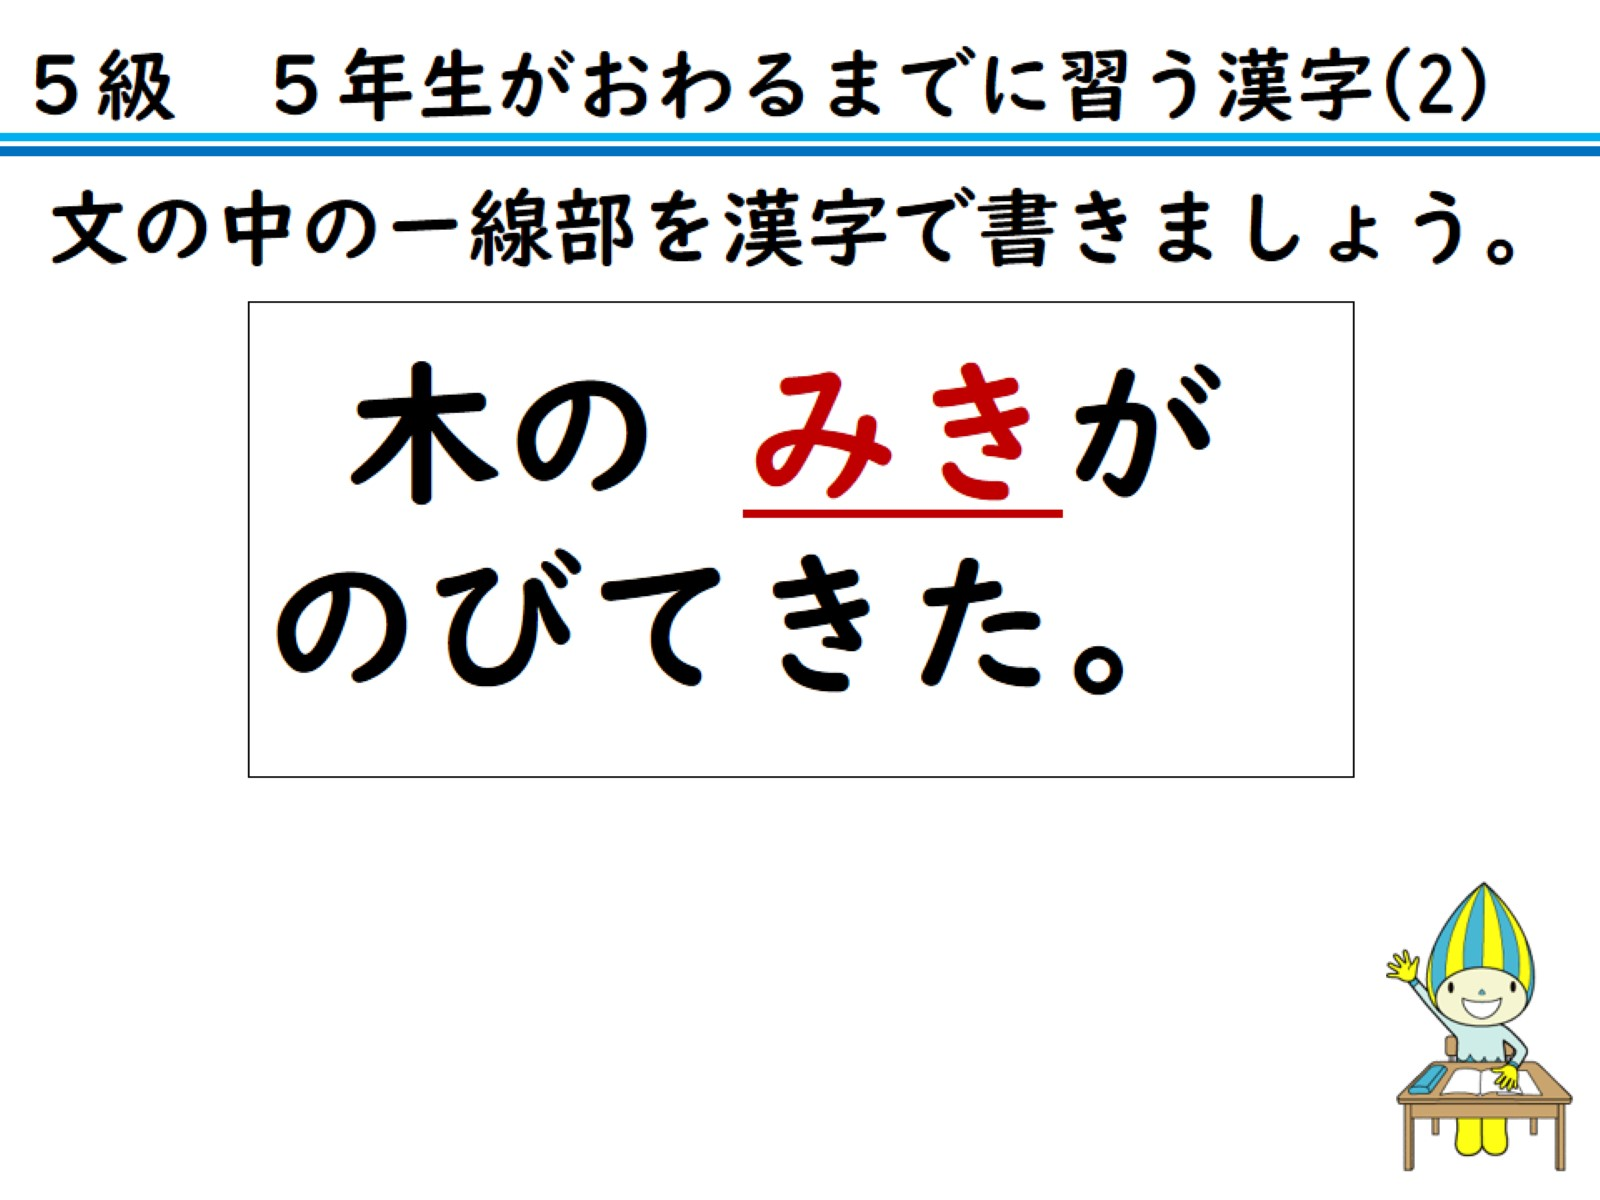 ５級　５年生がおわるまでに習う漢字(2)
文の中の一線部を漢字で書きましょう。
木の みきが
のびてきた。